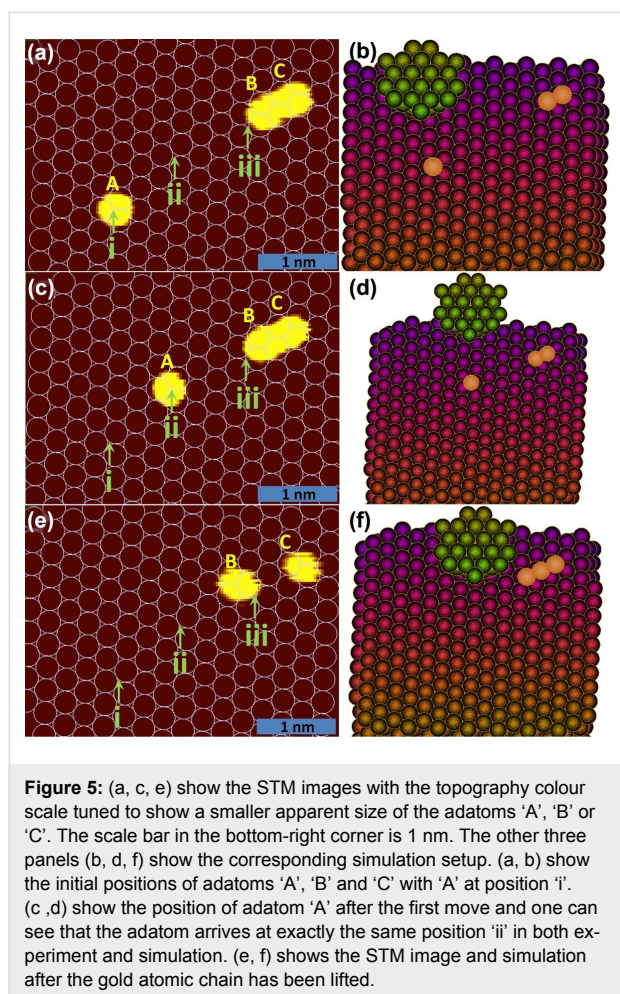 (a)
B
C
iii
ii
A
i
1 nm
(b)
(c)
B
C
iii
A
ii
i
1 nm
(d)
(e)
C
B
iii
ii
i
1 nm
(f)
Figure 5: (a, c, e) show the STM images with the topography colour
scale tuned to show a smaller apparent size of the adatoms ‘A’, ‘B’ or
‘C’. The scale bar in the bottom-right corner is 1 nm. The other three
panels (b, d, f) show the corresponding simulation setup. (a, b) show
the initial positions of adatoms ‘A’, ‘B’ and ‘C’ with ‘A’ at position ‘i’.
(c ,d) show the position of adatom ‘A’ after the first move and one can
see that the adatom arrives at exactly the same position ‘ii’ in both ex-
periment and simulation. (e, f) shows the STM image and simulation
after the gold atomic chain has been lifted.